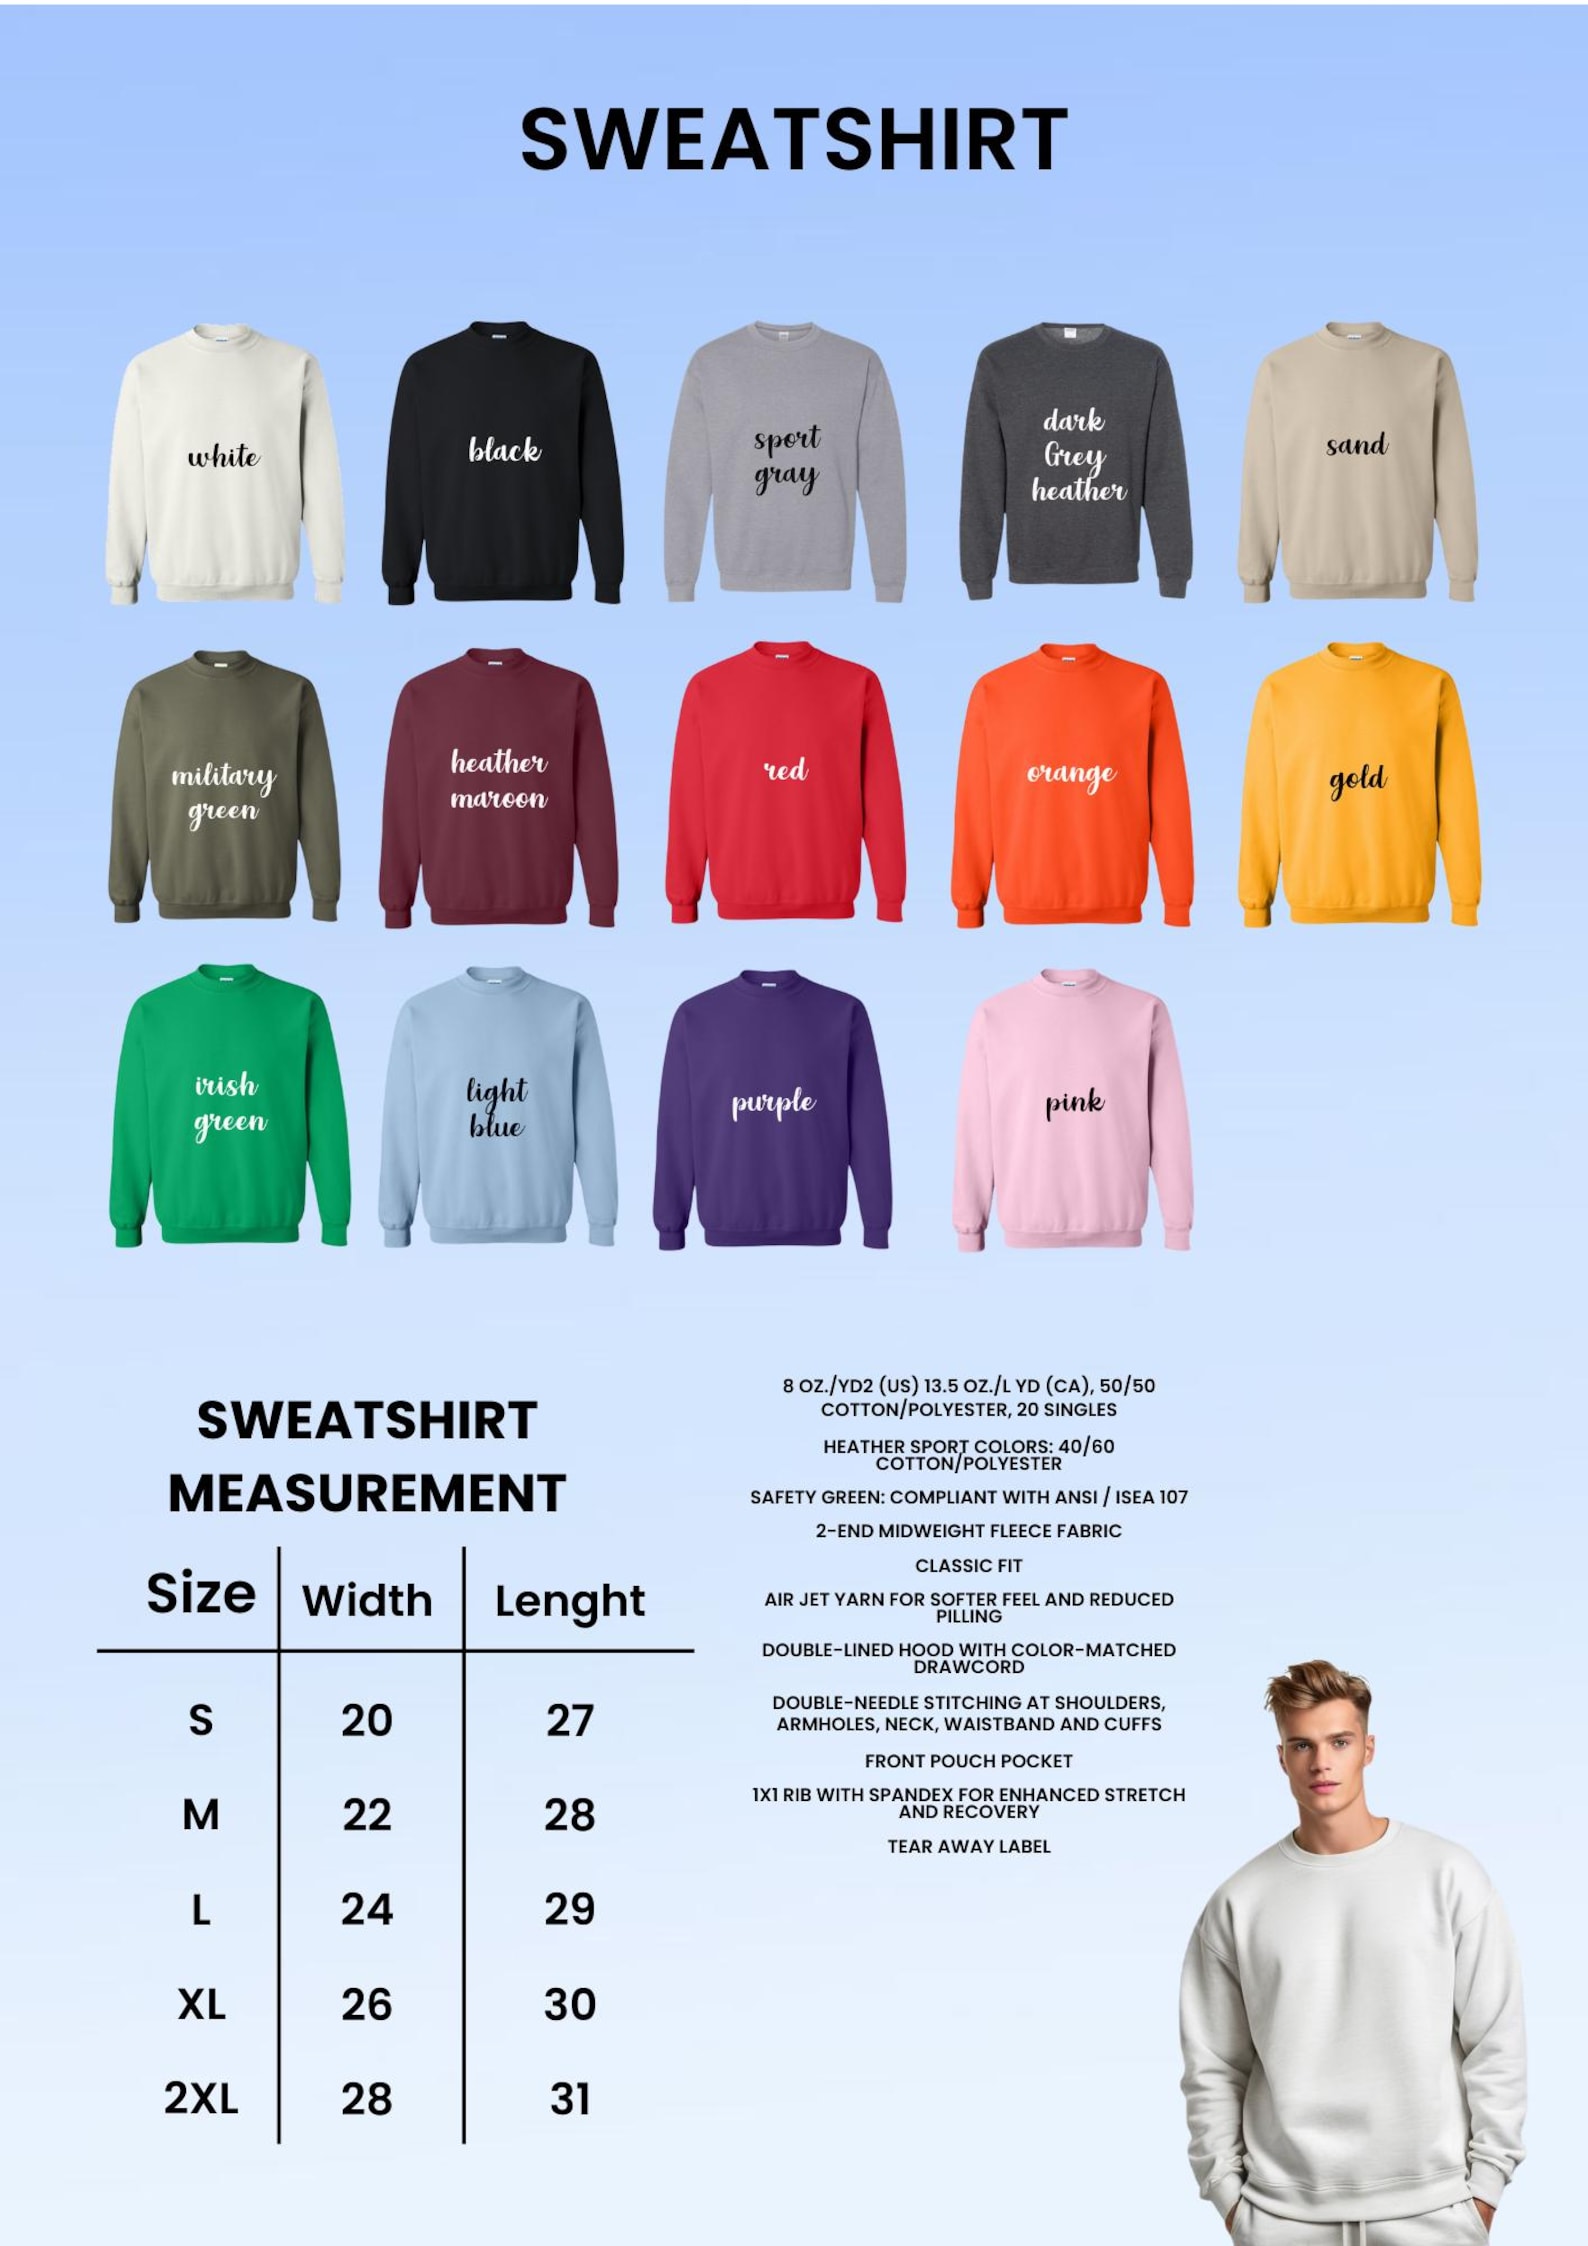 SWEATSHIRT
white
black
sport
gray
dark
Grey
heather
sand
military
green
heather
maroon
red
orange
gold
irish
green
light
blue
purple
pink
SWEATSHIRT
MEASUREMENT
Size Width Lenght
S 20 27
M 22 28
L 24 29
XL 26 30
2XL 28 31
8 OZ./YD2 (US) 13.5 OZ./L YD (CA), 50/50
COTTON/POLYESTER, 20 SINGLES
HEATHER SPORT COLORS: 40/60
COTTON/POLYESTER
SAFETY GREEN: COMPLIANT WITH ANSI / ISEA 107
2-END MIDWEIGHT FLEECE FABRIC
CLASSIC FIT
AIR JET YARN FOR SOFTER FEEL AND REDUCED
PILLING
DOUBLE-LINED HOOD WITH COLOR-MATCHED
DRAWCORD
DOUBLE-NEEDLE STITCHING AT SHOULDERS,
ARMHOLES, NECK, WAISTBAND AND CUFFS
FRONT POUCH POCKET
1X1 RIB WITH SPANDEX FOR ENHANCED STRETCH
AND RECOVERY
TEAR AWAY LABEL